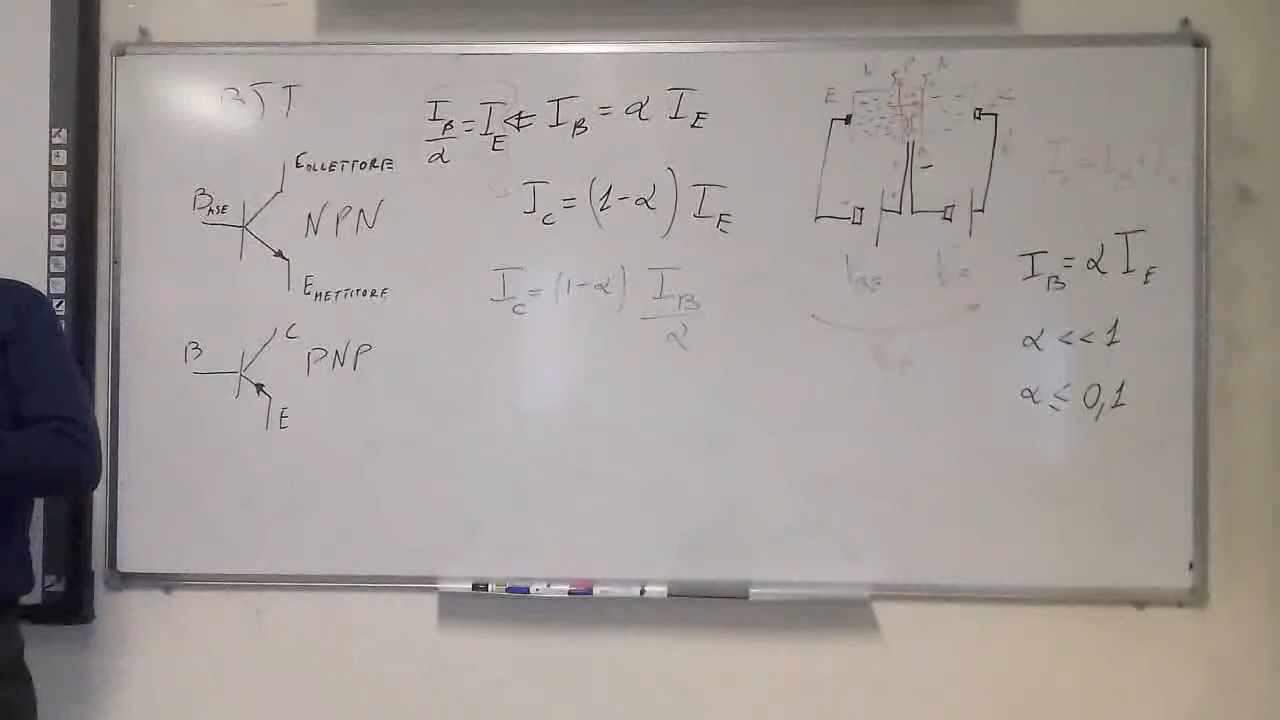 BJT
COLLETTORE
BASE
NPN
EMETTITORE
B
C
PNP
E
I_B/α = I_E ⇐ I_B = α I_E
I_C = (1-α) I_E
I_C = (1-α) I_B/α
E
N P N
V_BE
I_B = α I_E
α << 1
α ≤ 0,1